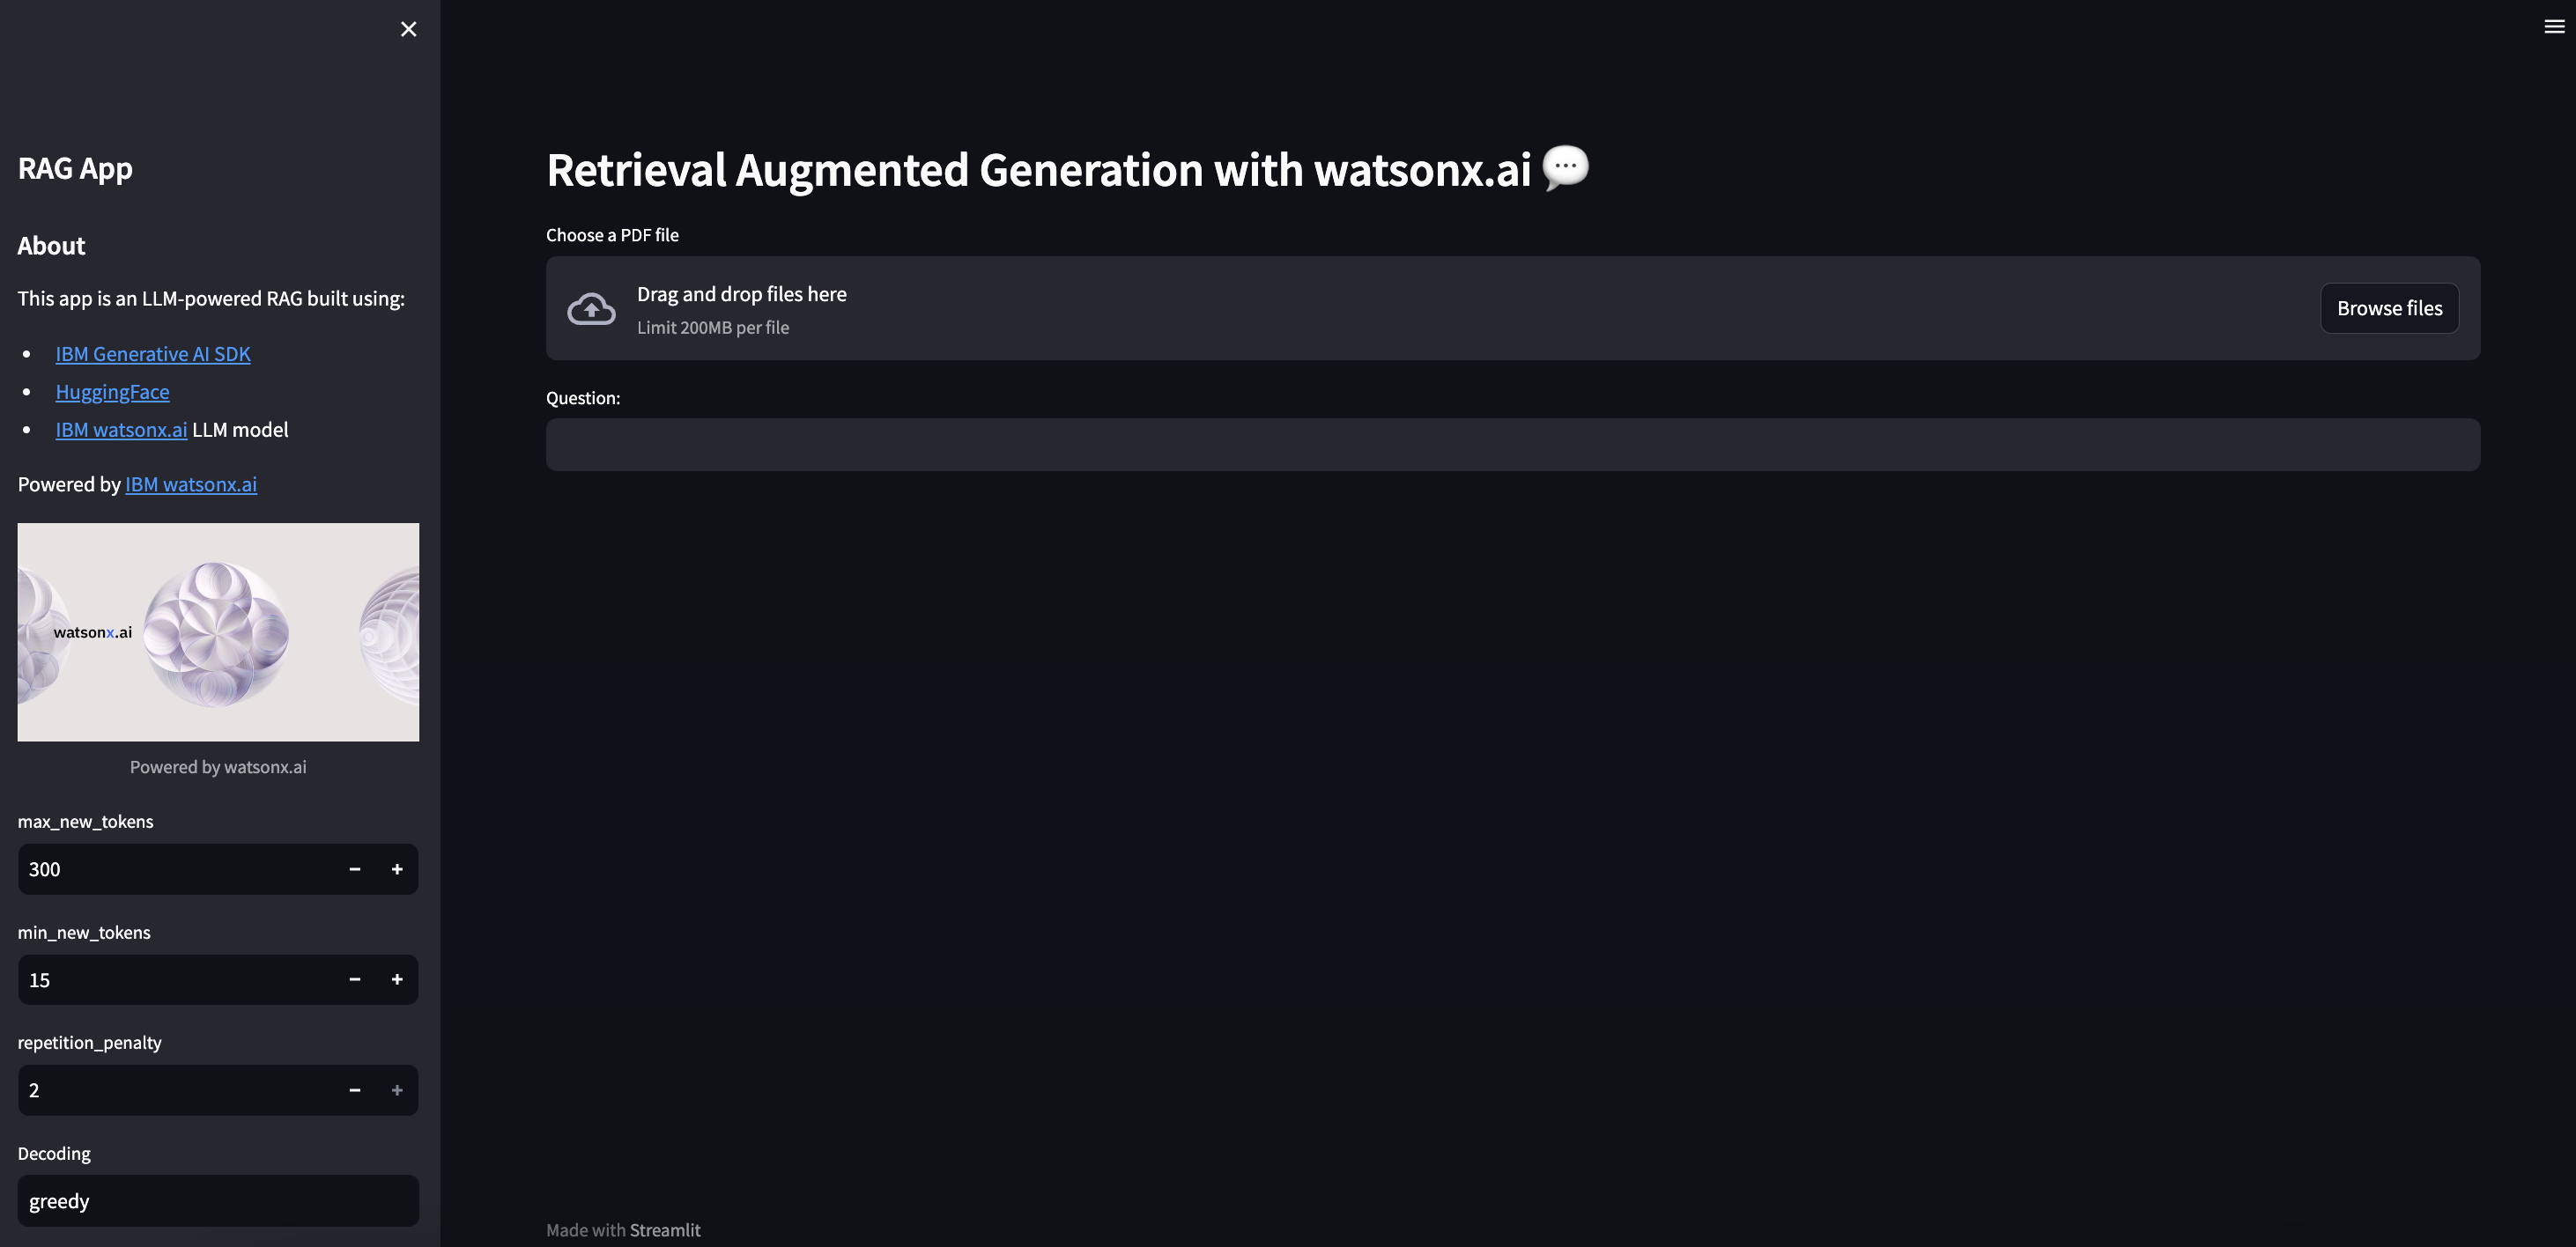 RAG App
About
This app is an LLM-powered RAG built using:
• IBM Generative AI SDK
• HuggingFace
• IBM watsonx.ai LLM model
Powered by IBM watsonx.ai
watsonx.ai
Powered by watsonx.ai
max_new_tokens
300
min_new_tokens
15
repetition_penalty
2
Decoding
greedy
Retrieval Augmented Generation with watsonx.ai 💬
Choose a PDF file
Drag and drop files here
Limit 200MB per file
Browse files
Question:
Made with Streamlit